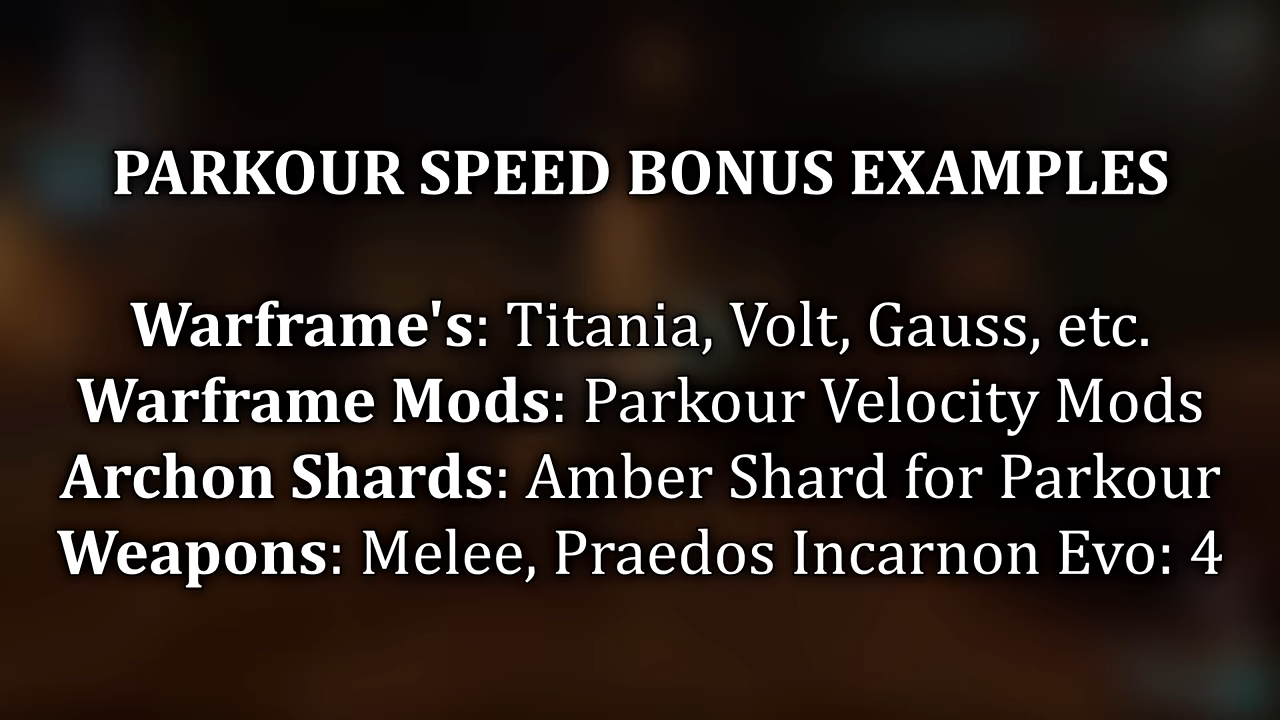 PARKOUR SPEED BONUS EXAMPLES
Warframe's: Titania, Volt, Gauss, etc.
Warframe Mods: Parkour Velocity Mods
Archon Shards: Amber Shard for Parkour
Weapons: Melee, Praedos Incarnon Evo: 4